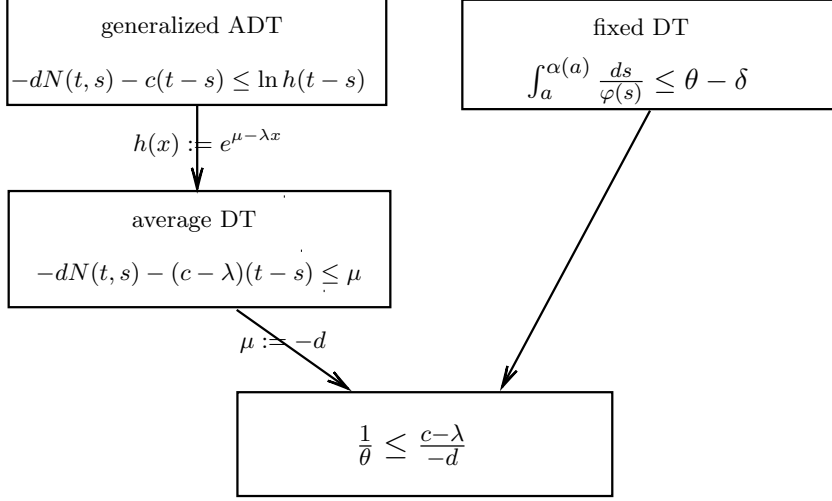 generalized ADT
−dN(t, s) − c(t − s) ≤ ln h(t − s)
fixed DT
∫_a^{α(a)} ds/φ(s) ≤ θ − δ
h(x) := e^{μ−λx}
average DT
−dN(t, s) − (c − λ)(t − s) ≤ μ
μ := −d
1/θ ≤ (c−λ)/(−d)